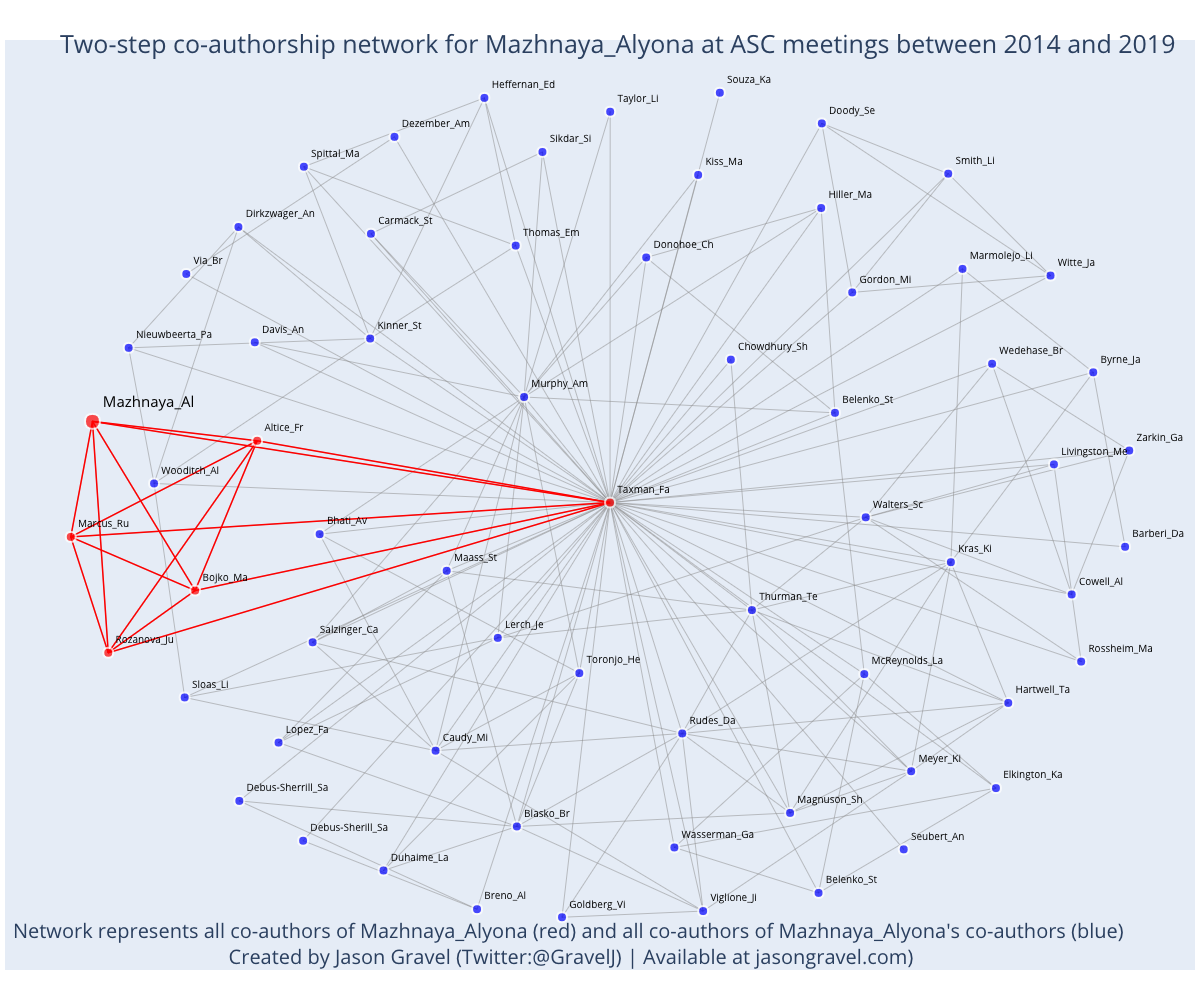 Two-step co-authorship network for Mazhnaya_Alyona at ASC meetings between 2014 and 2019
Souza_Ka
Heffernan_Ed
Taylor_Li
Doody_Se
Dezember_Am
Sikdar_Si
Spittal_Ma
Kiss_Ma
Smith_Li
Hiller_Ma
Dirkzwager_An
Carmack_St
Thomas_Em
Donohoe_Ch
Marmolejo_Li
Via_Br
Witte_Ja
Gordon_Mi
Nieuwbeerta_Pa
Davis_An
Kinner_St
Chowdhury_Sh
Wedehase_Br
Byrne_Ja
Murphy_Am
Mazhnaya_Al
Belenko_St
Altice_Fr
Zarkin_Ga
Livingston_Me
Wooditch_Al
Taxman_Fa
Walters_Sc
Marcus_Ru
Bhati_Av
Barberi_Da
Kras_Ki
Maass_St
Bojko_Ma
Cowell_Al
Thurman_Te
Lerch_Je
Salzinger_Ca
Rozanova_Ju
Rossheim_Ma
Toronjo_He
McReynolds_La
Sloas_Li
Hartwell_Ta
Rudes_Da
Lopez_Fa
Caudy_Mi
Meyer_Ki
Elkington_Ka
Debus-Sherrill_Sa
Magnuson_Sh
Blasko_Br
Debus-Sherill_Sa
Wasserman_Ga
Seubert_An
Duhaime_La
Belenko_St
Breno_Al
Goldberg_Vi
Viglione_Ji
Network represents all co-authors of Mazhnaya_Alyona (red) and all co-authors of Mazhnaya_Alyona's co-authors (blue)
Created by Jason Gravel (Twitter:@GravelJ) | Available at jasongravel.com)